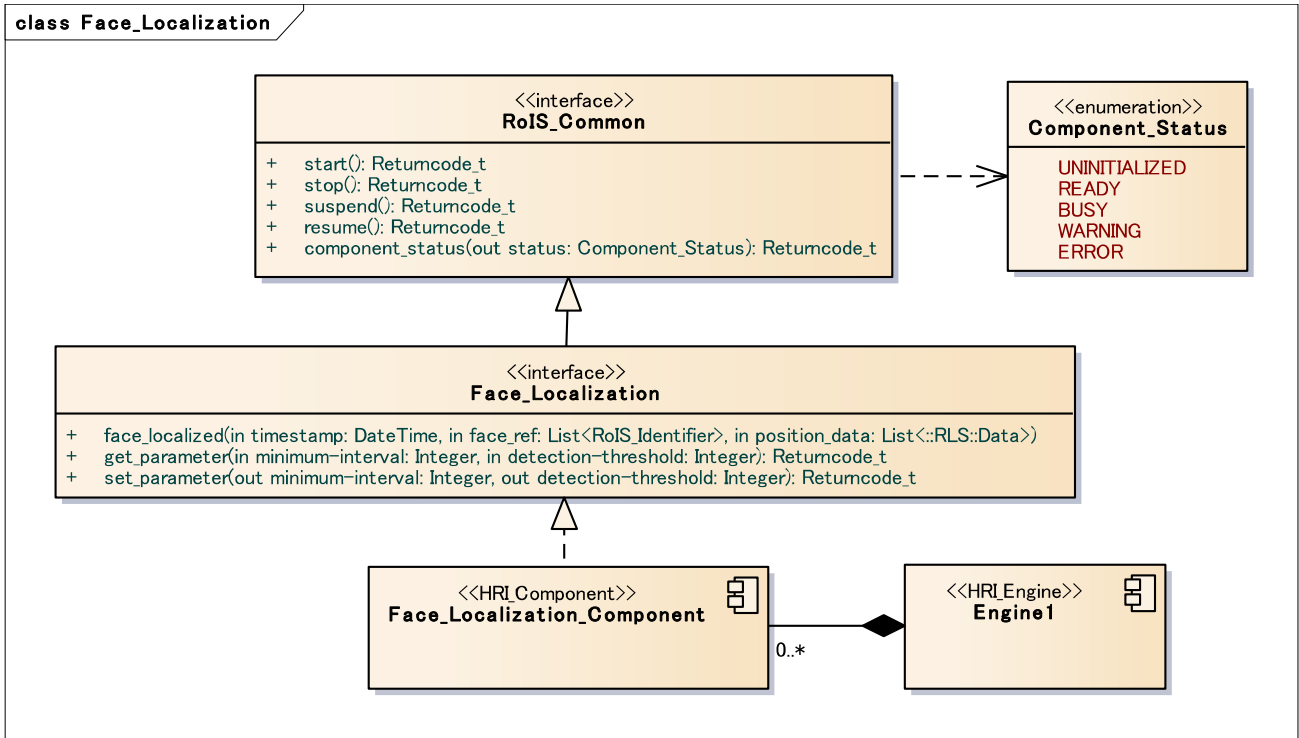 class Face_Localization
<<interface>>
RoIS_Common
+ start(): Returncode_t
+ stop(): Returncode_t
+ suspend(): Returncode_t
+ resume(): Returncode_t
+ component_status(out status: Component_Status): Returncode_t
<<enumeration>>
Component_Status
UNINITIALIZED
READY
BUSY
WARNING
ERROR
<<interface>>
Face_Localization
+ face_localized(in timestamp: DateTime, in face_ref: List<RoIS_Identifier>, in position_data: List<::RLS::Data>)
+ get_parameter(in minimum-interval: Integer, in detection-threshold: Integer): Returncode_t
+ set_parameter(out minimum-interval: Integer, out detection-threshold: Integer): Returncode_t
<<HRI_Component>>
Face_Localization_Component
0..*
<<HRI_Engine>>
Engine1